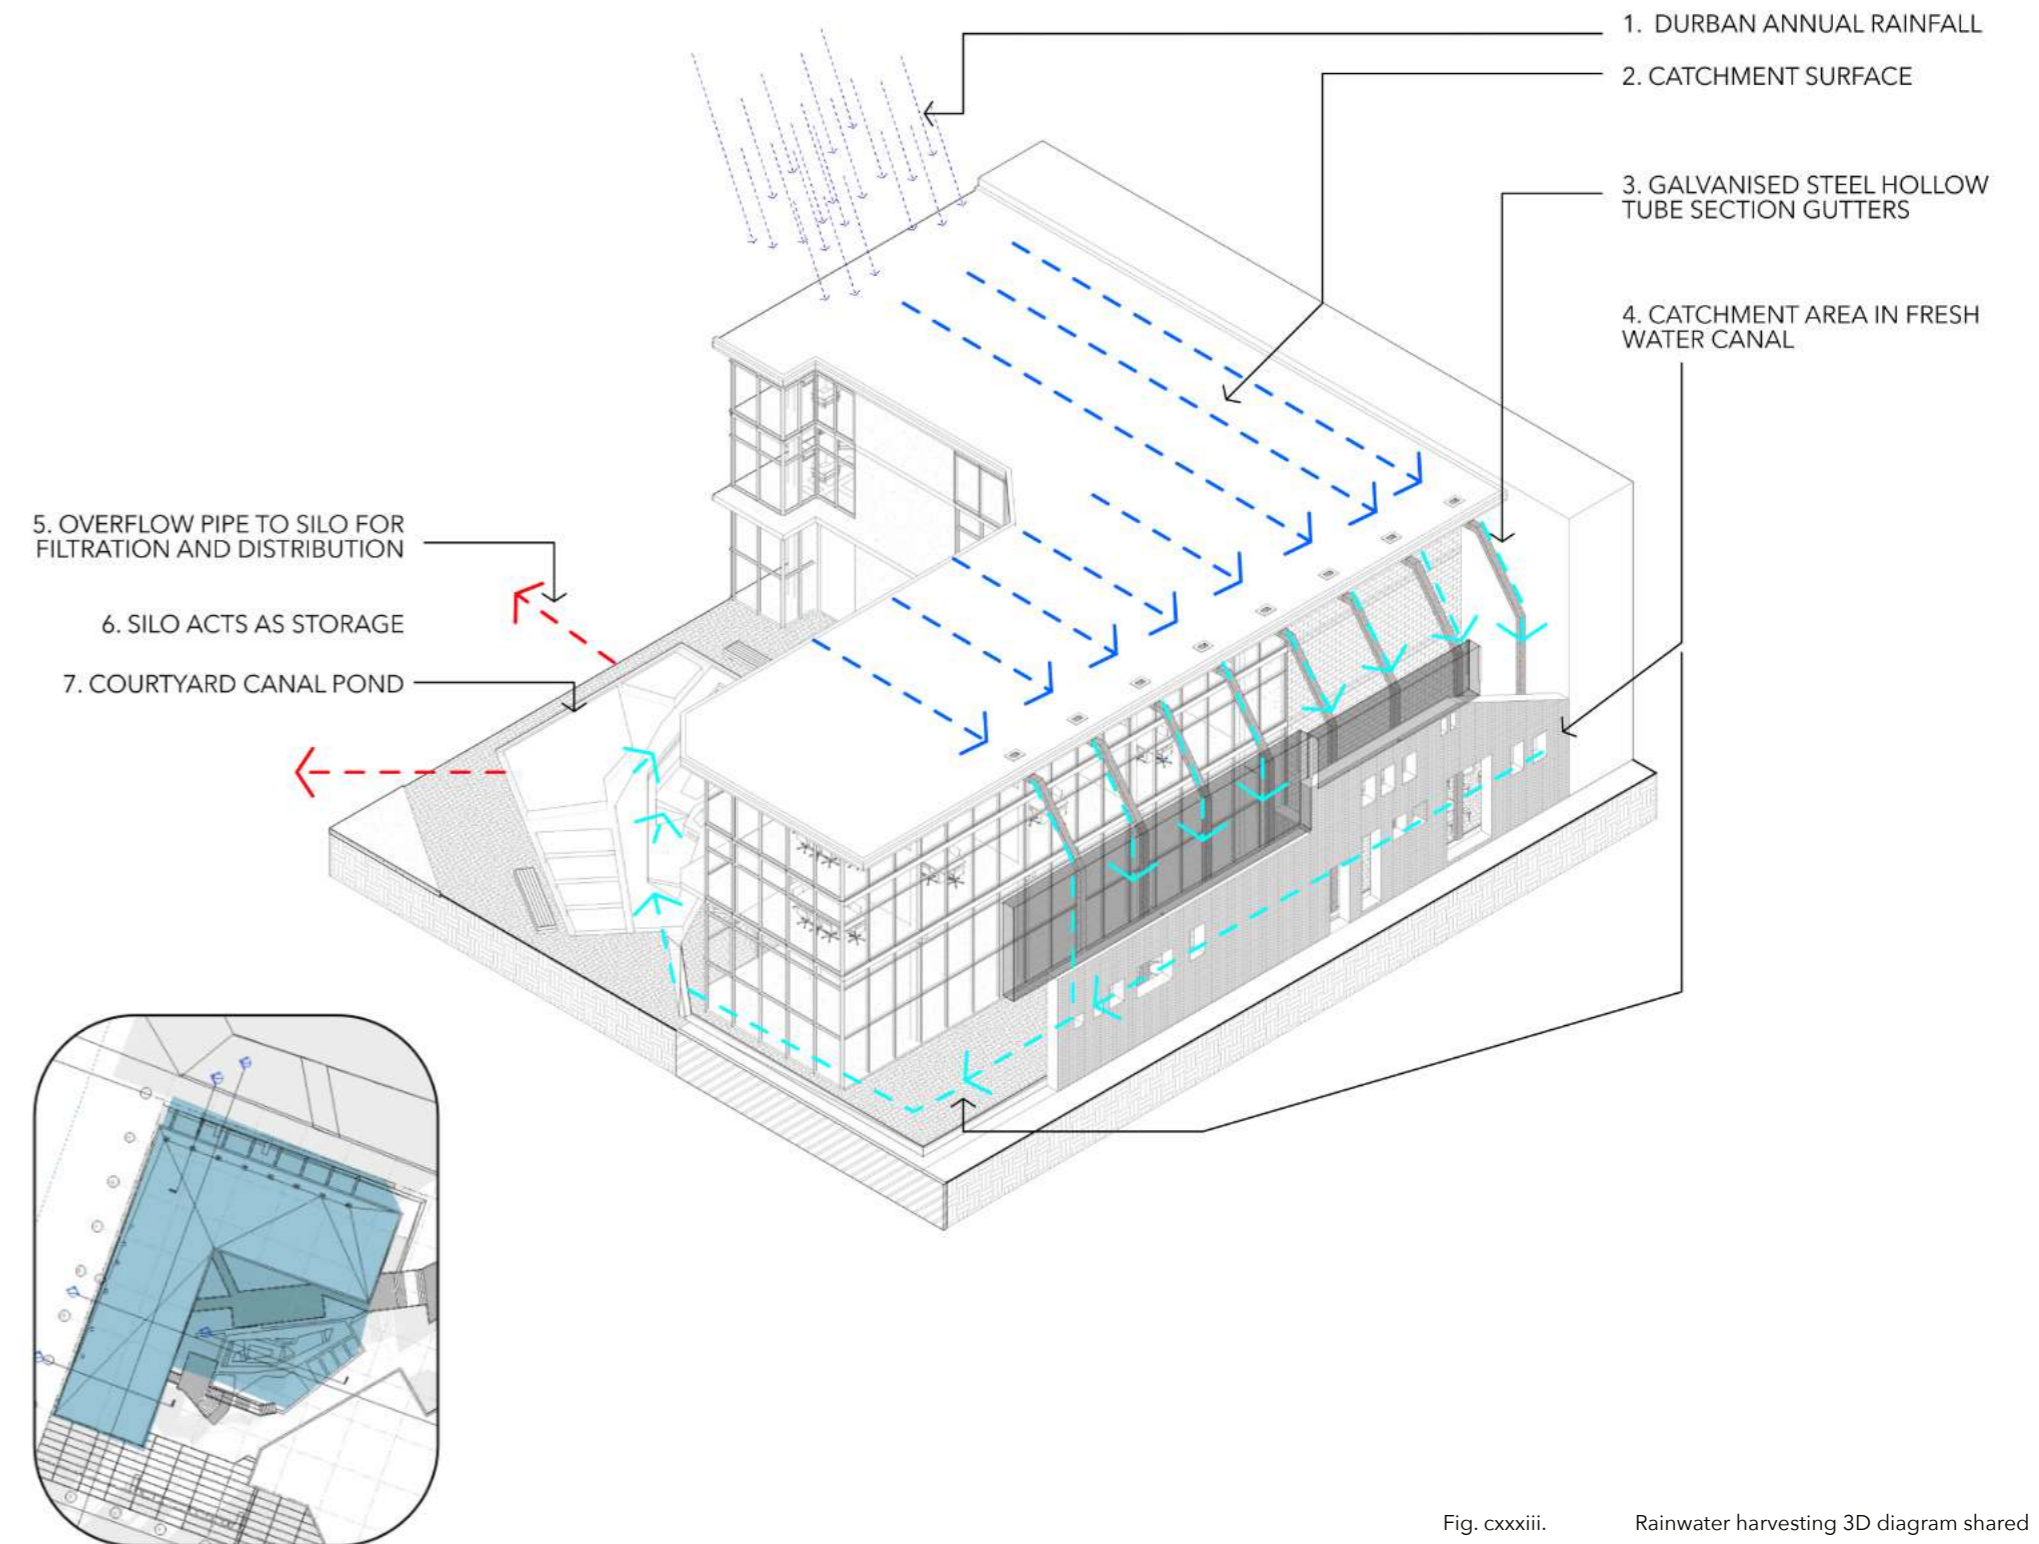 1. DURBAN ANNUAL RAINFALL
2. CATCHMENT SURFACE
3. GALVANISED STEEL HOLLOW
TUBE SECTION GUTTERS
4. CATCHMENT AREA IN FRESH
WATER CANAL
5. OVERFLOW PIPE TO SILO FOR
FILTRATION AND DISTRIBUTION
6. SILO ACTS AS STORAGE
7. COURTYARD CANAL POND
Fig. cxxxiii. Rainwater harvesting 3D diagram shared